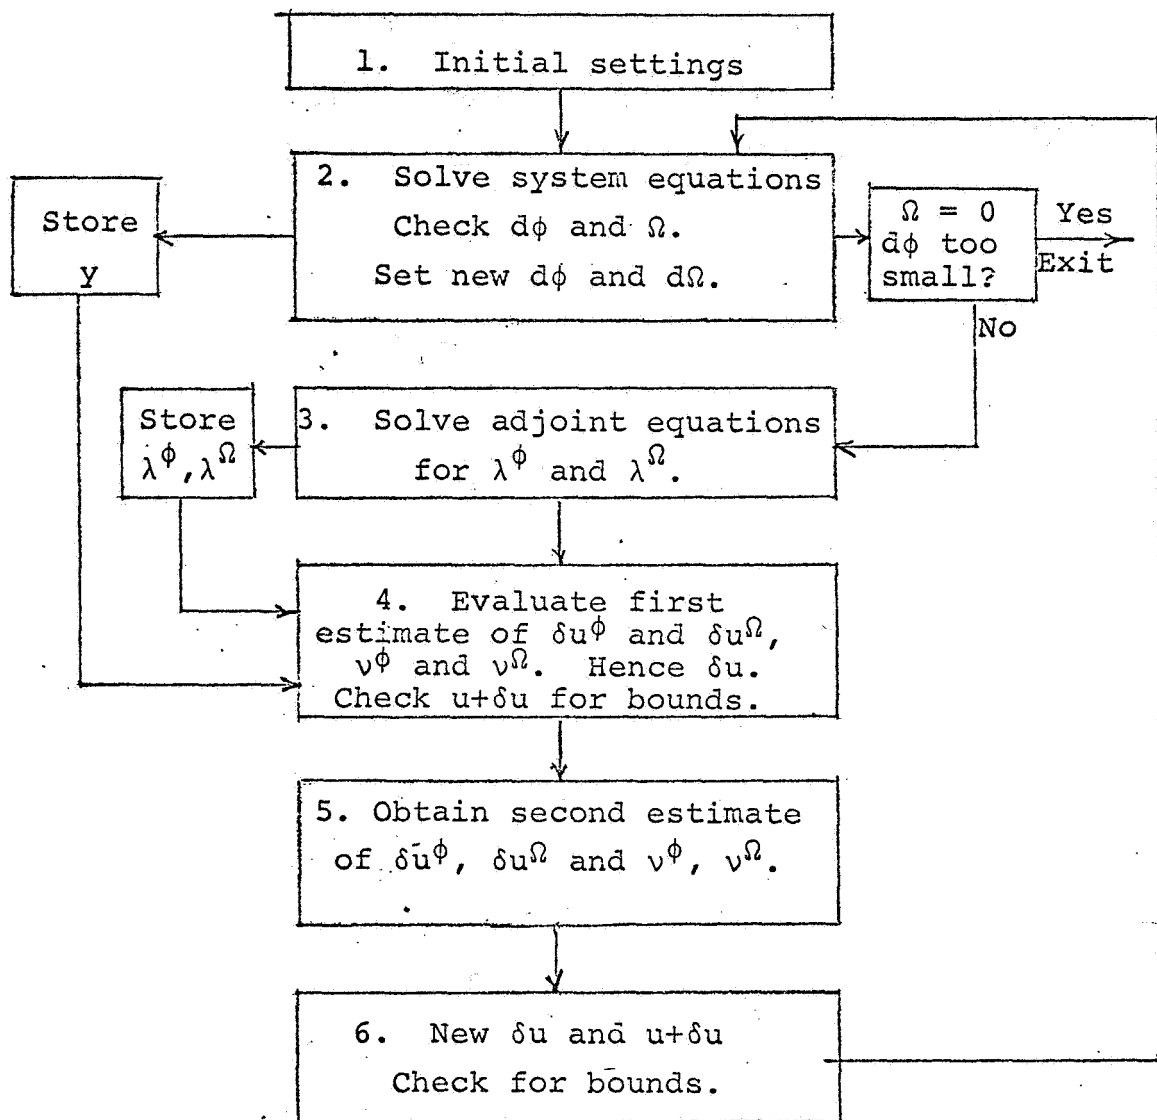 1. Initial settings
2. Solve system equations
Check dϕ and Ω.
Set new dϕ and dΩ.
Store
y
Ω = 0
dϕ too
small?
Yes
Exit
No
Store
λ^ϕ, λ^Ω
3. Solve adjoint equations
for λ^ϕ and λ^Ω.
4. Evaluate first
estimate of δu^ϕ and δu^Ω,
ν^ϕ and ν^Ω. Hence δu.
Check u+δu for bounds.
5. Obtain second estimate
of δu^ϕ, δu^Ω and ν^ϕ, ν^Ω.
6. New δu and u+δu
Check for bounds.